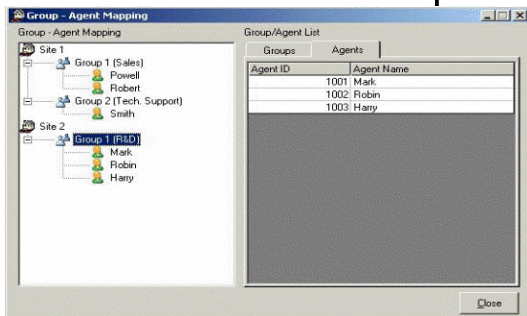 Group - Agent Mapping
Group - Agent Mapping
Site 1
Group 1 (Sales)
Powell
Robert
Group 2 (Tech. Support)
Smith
Site 2
Group 1 (R&D)
Mark
Robin
Harry
Group/Agent List
Groups Agents
Agent ID Agent Name
1001 Mark
1002 Robin
1003 Harry
Close